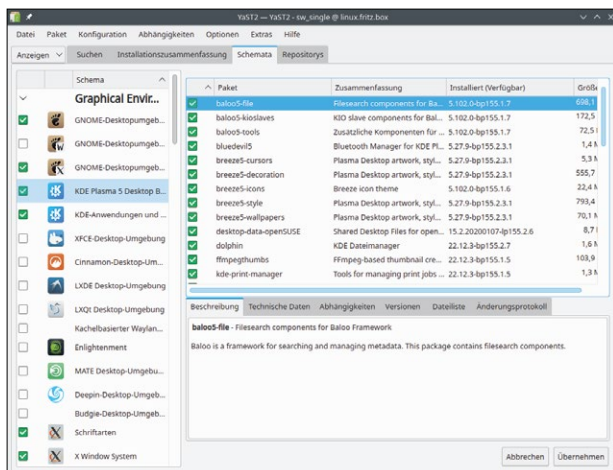 YaST2 — YaST2 - sw_single @ linux.fritz.box
Datei Paket Konfiguration Abhängigkeiten Optionen Extras Hilfe
Anzeigen Suchen Installationszusammenfassung Schemata Repositorys
Schema
Graphical Envir...
GNOME-Desktopumgeb...
GNOME-Desktopumgeb...
GNOME-Desktopumgeb...
KDE Plasma 5 Desktop B...
KDE-Anwendungen und ...
XFCE-Desktop-Umgebung
Cinnamon-Desktop-Um...
LXDE Desktop-Umgebung
LXQt Desktop-Umgebung
Kachelbasierter Waylan...
Enlightenment
MATE Desktop-Umgebu...
Deepin-Desktop-Umgeb...
Budgie-Desktop-Umgeb...
Schriftarten
X Window System
Paket Zusammenfassung Installiert (Verfügbar) Größe
baloo5-file Filesearch components for Ba... 5.102.0-bp155.1.7 698,1
baloo5-kioslaves KIO slave components for Bal... 5.102.0-bp155.1.7 172,5
baloo5-tools Zusätzliche Komponenten für ... 5.102.0-bp155.1.7 72,5
bluedevil5 Bluetooth Manager for KDE Pl... 5.27.9-bp155.2.3.1 1,4 M
breeze5-cursors Plasma Desktop artwork, styl... 5.27.9-bp155.2.3.1 5,3 M
breeze5-decoration Plasma Desktop artwork, styl... 5.27.9-bp155.2.3.1 555,7
breeze5-icons Breeze icon theme 5.102.0-bp155.1.6 22,4 M
breeze5-style Plasma Desktop artwork, styl... 5.27.9-bp155.2.3.1 793,4
breeze5-wallpapers Plasma Desktop artwork, styl... 5.27.9-bp155.2.3.1 70,1 M
desktop-data-openSUSE Shared Desktop Files for open... 15.2.20200107-lp155.2.6 8,7
dolphin KDE Dateimanager 22.12.3-bp155.2.7 1,6 M
ffmpegthumbs FFmpeg-based thumbnail cre... 22.12.3-bp155.1.5 103,9
kde-print-manager Tools for managing print jobs ... 22.12.3-bp155.1.5 1,3 M
Beschreibung Technische Daten Abhängigkeiten Versionen Dateiliste Änderungsprotokoll
baloo5-file - Filesearch components for Baloo Framework
Baloo is a framework for searching and managing metadata. This package contains filesearch components.
Abbrechen Übernehmen